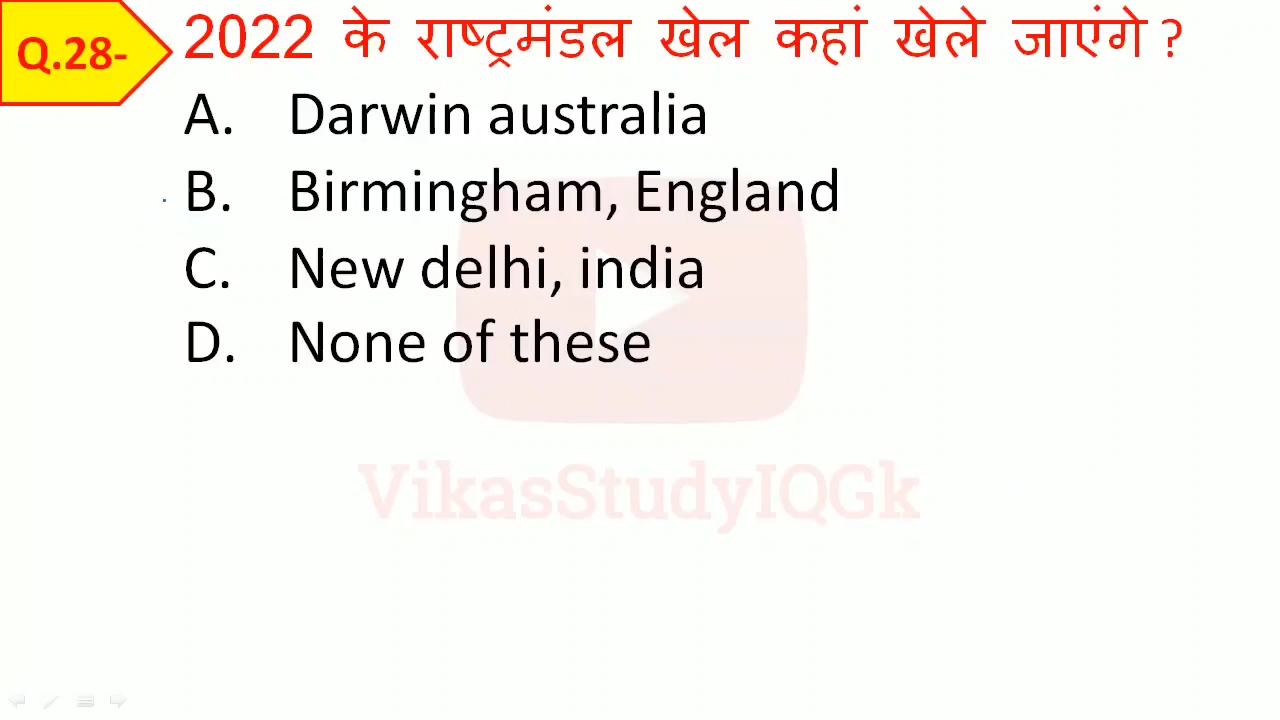 Q.28-
2022 के राष्ट्रमंडल खेल कहां खेले जाएंगे ?
A. Darwin australia
B. Birmingham, England
C. New delhi, india
D. None of these
VikasStudyIQGk